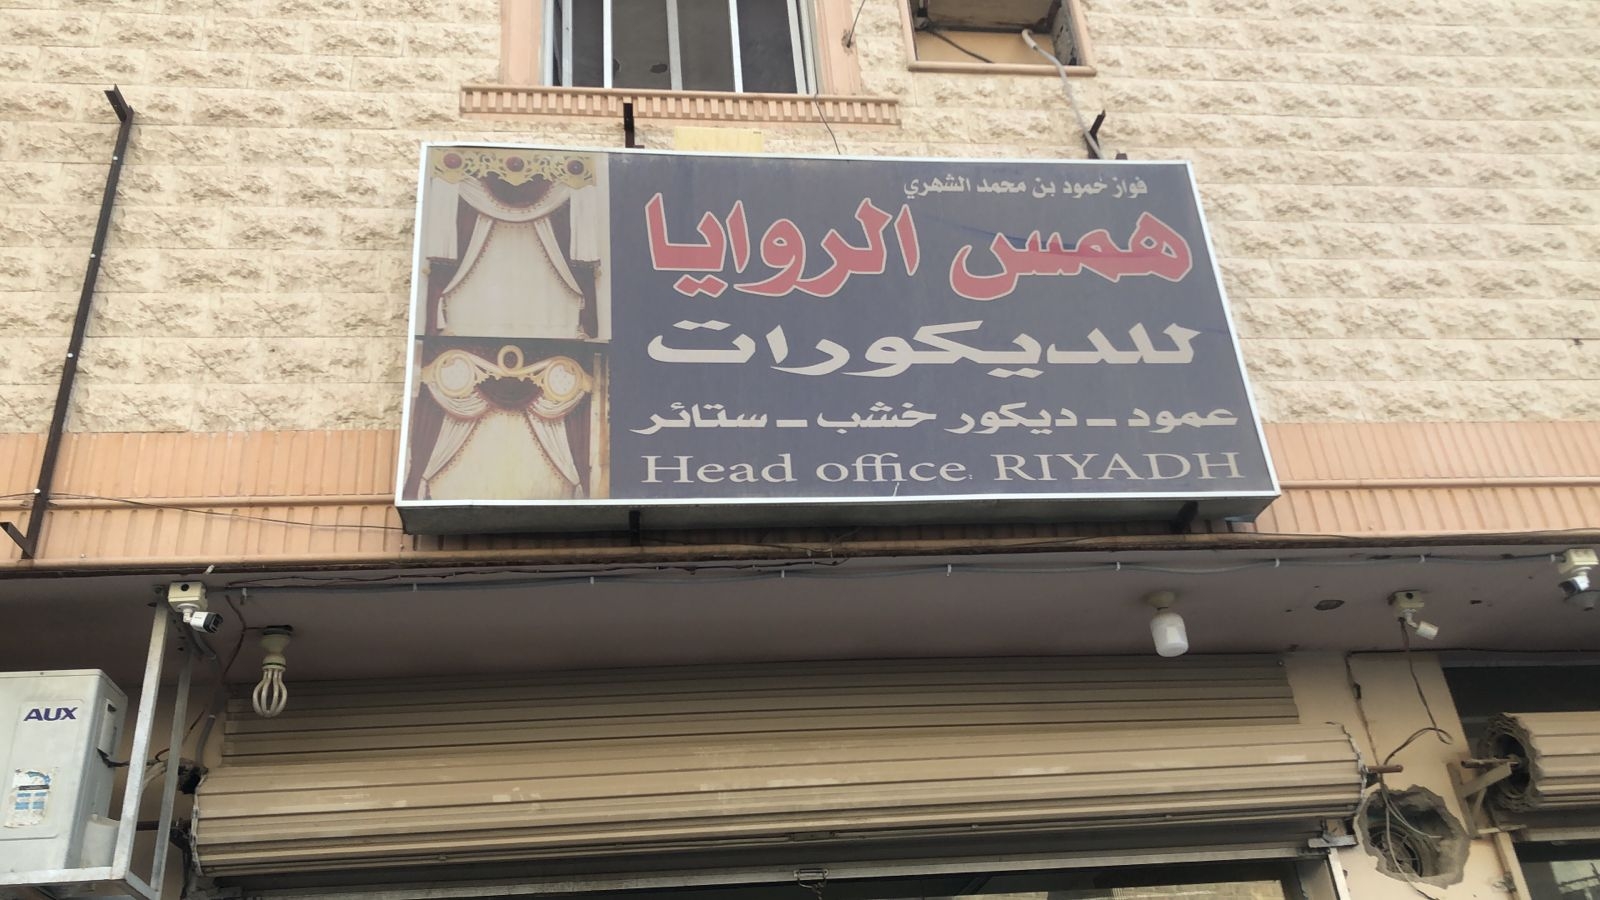 فواز حمود بن محمد الشهري
همس الروايا
للديكورات
عمود - ديكور خشب - ستائر
Head office: RIYADH
AUX